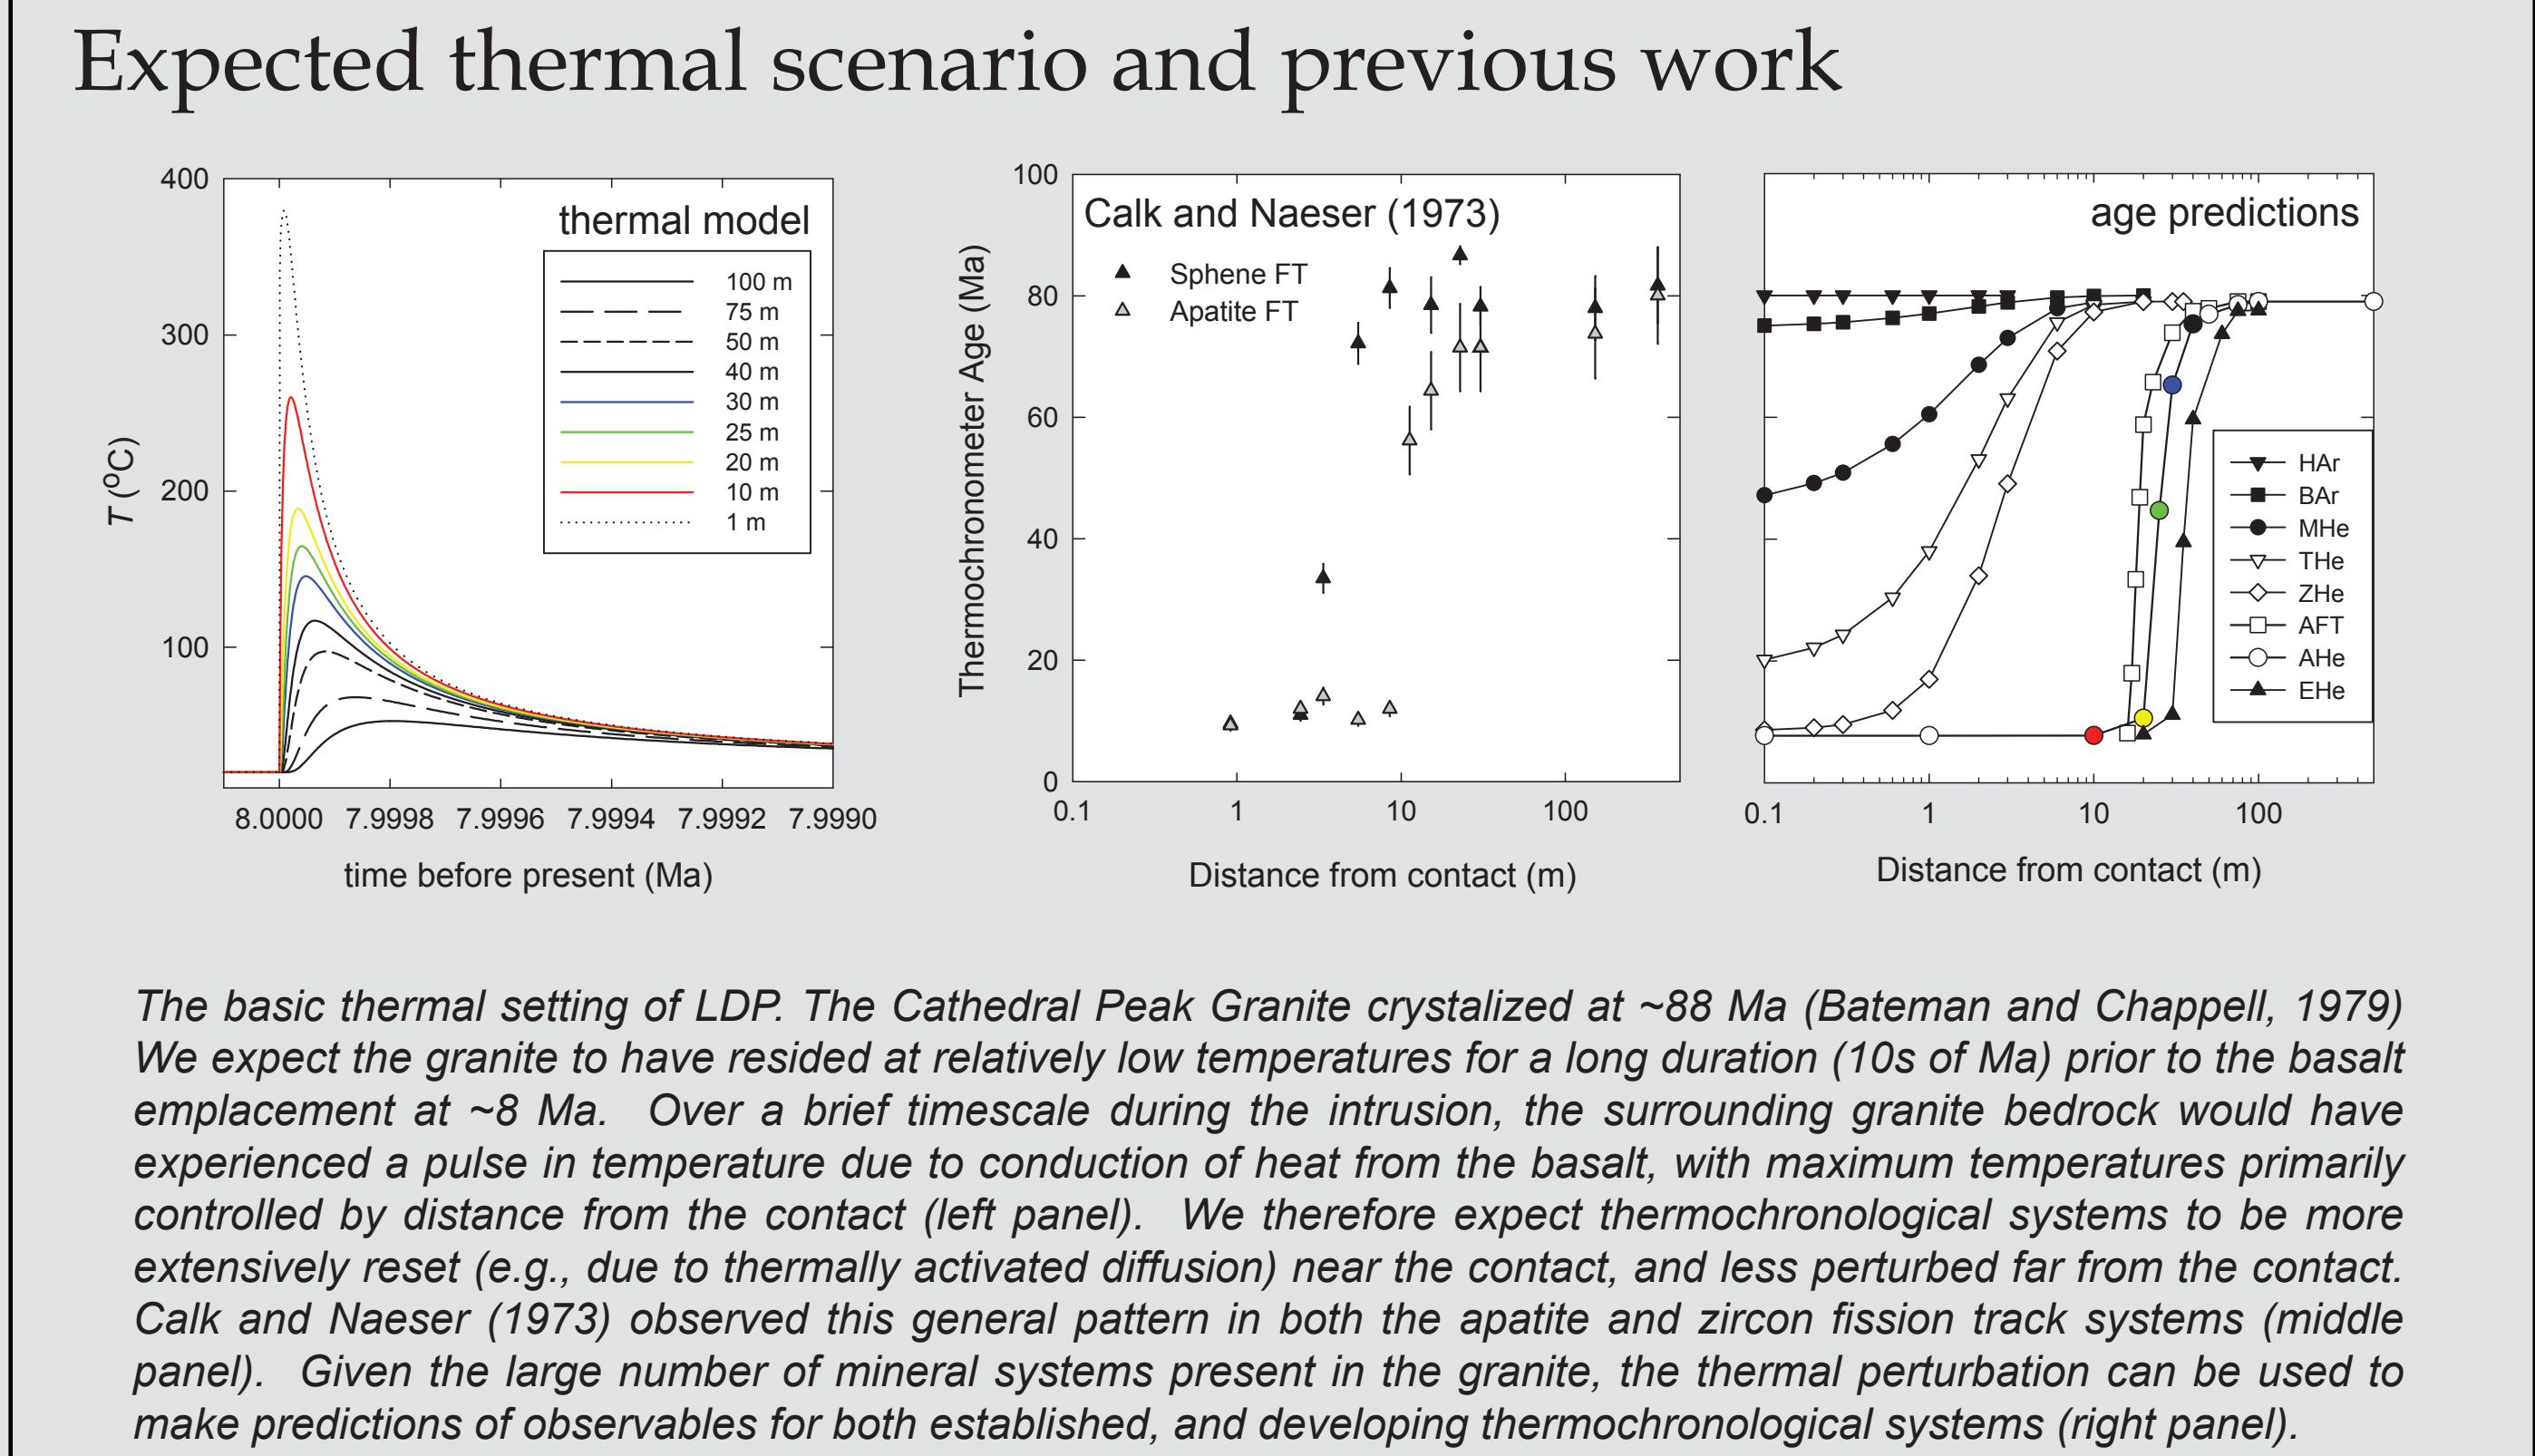 Expected thermal scenario and previous work
400
300
200
100
T (°C)
thermal model
100 m
75 m
50 m
40 m
30 m
25 m
20 m
10 m
1 m
8.0000 7.9998 7.9996 7.9994 7.9992 7.9990
time before present (Ma)
100
80
60
40
20
0
Thermochronometer Age (Ma)
Calk and Naeser (1973)
Sphene FT
Apatite FT
0.1 1 10 100
Distance from contact (m)
age predictions
HAr
BAr
MHe
THe
ZHe
AFT
AHe
EHe
0.1 1 10 100
Distance from contact (m)
The basic thermal setting of LDP. The Cathedral Peak Granite crystalized at ~88 Ma (Bateman and Chappell, 1979)
We expect the granite to have resided at relatively low temperatures for a long duration (10s of Ma) prior to the basalt
emplacement at ~8 Ma. Over a brief timescale during the intrusion, the surrounding granite bedrock would have
experienced a pulse in temperature due to conduction of heat from the basalt, with maximum temperatures primarily
controlled by distance from the contact (left panel). We therefore expect thermochronological systems to be more
extensively reset (e.g., due to thermally activated diffusion) near the contact, and less perturbed far from the contact.
Calk and Naeser (1973) observed this general pattern in both the apatite and zircon fission track systems (middle
panel). Given the large number of mineral systems present in the granite, the thermal perturbation can be used to
make predictions of observables for both established, and developing thermochronological systems (right panel).